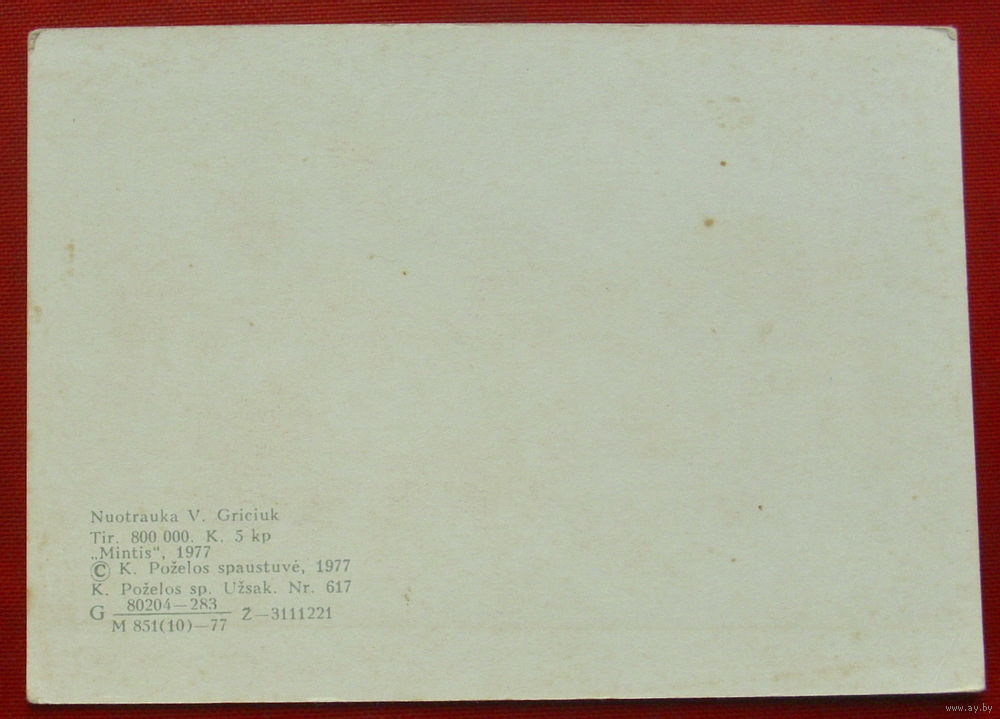 Nuotrauka V. Griciuk
Tir. 800 000. K. 5 kp
„Mintis“, 1977
© K. Poželos spaustuvė, 1977
K. Poželos sp. Užsak. Nr. 617
G 80204—283 Ž—3111221
M 851(10)—77
www.ay.by